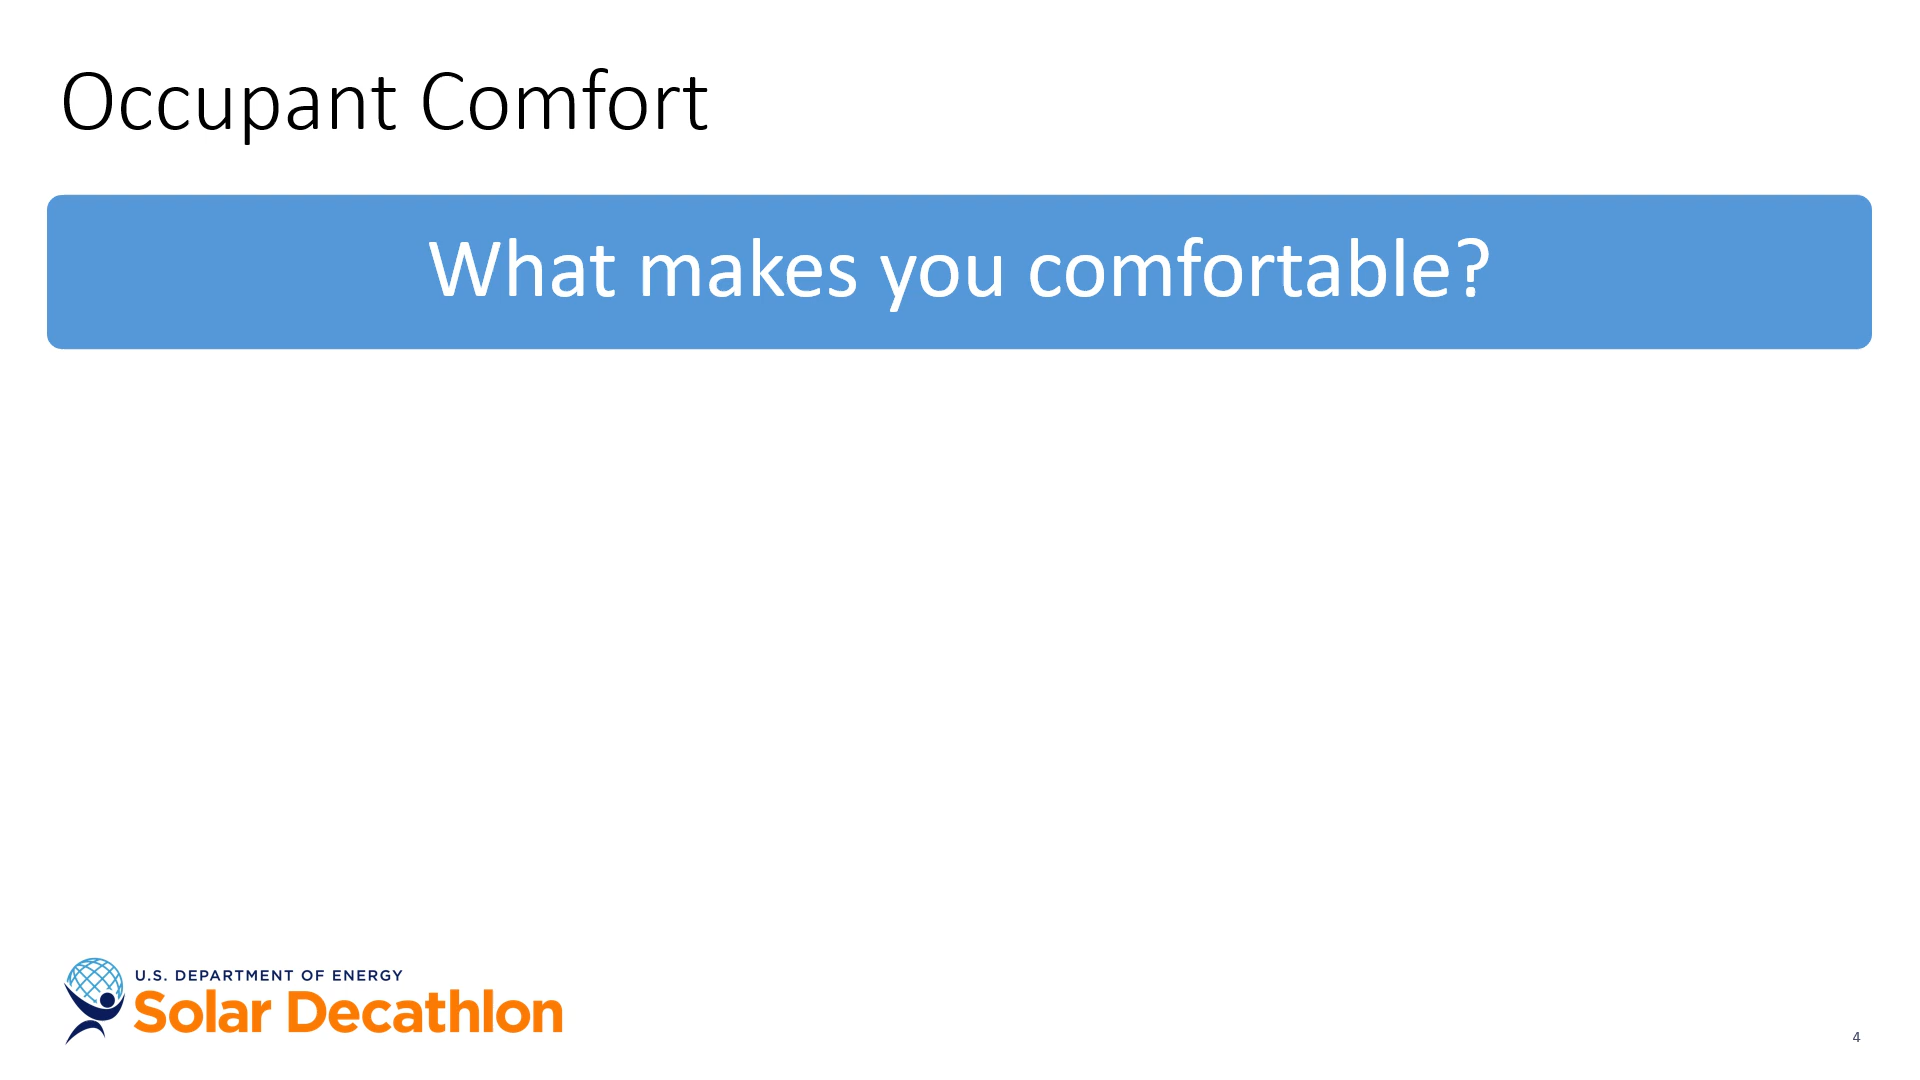 Occupant Comfort
What makes you comfortable?
U.S. DEPARTMENT OF ENERGY
Solar Decathlon
4